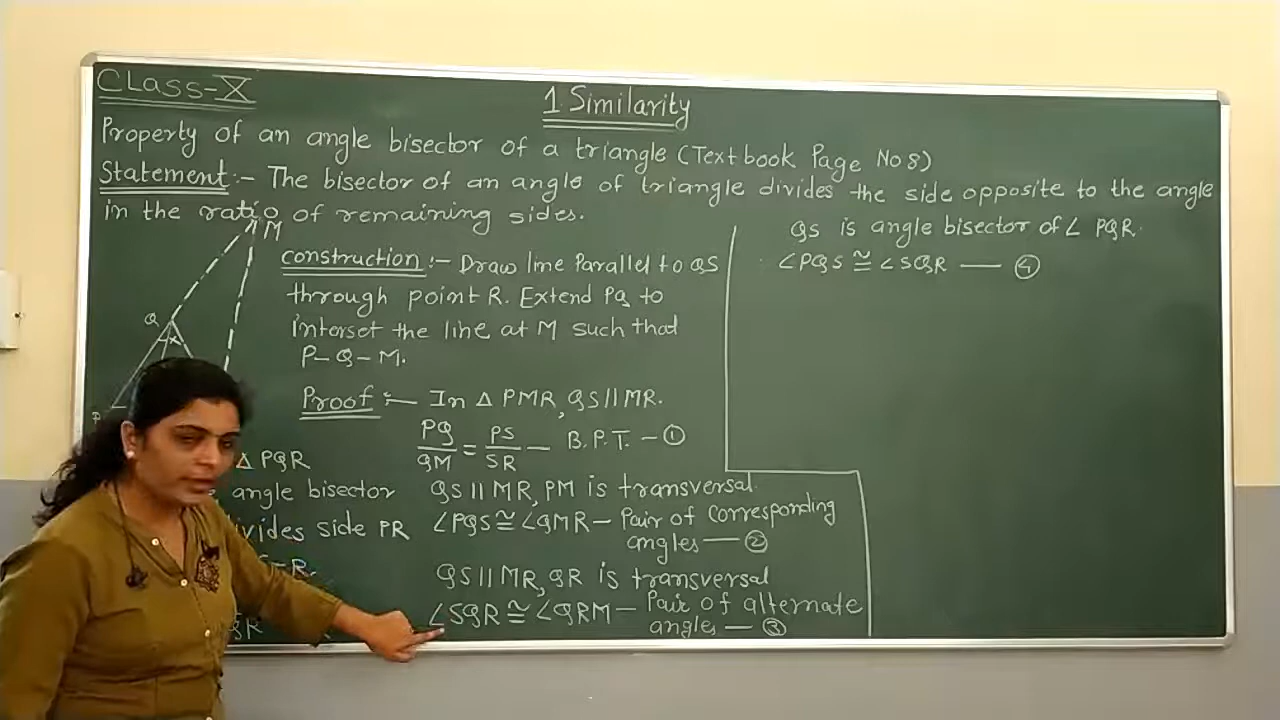 CLASS-X
1. Similarity
Property of an angle bisector of a triangle (Textbook Page No 8)
Statement:- The bisector of an angle of triangle divides the side opposite to the angle
in the ratio of remaining sides.
M
Q
x
P
construction:- Draw line Parallel to QS
through point R. Extend PQ to
interset the line at M such that
P-Q-M.
Proof:- In Δ PMR, QS || MR.
PQ/QM = PS/SR — B.P.T. — ①
QS || MR, PM is transversal.
∠PQS ≅ ∠QMR — Pair of corresponding
angles — ②
QS || MR, QR is transversal
∠SQR ≅ ∠QRM — Pair of alternate
angles — ③
Δ PQR
angle bisector
ivides side PR
-R.
QR
QS is angle bisector of ∠ PQR.
∠PQS ≅ ∠SQR — ④